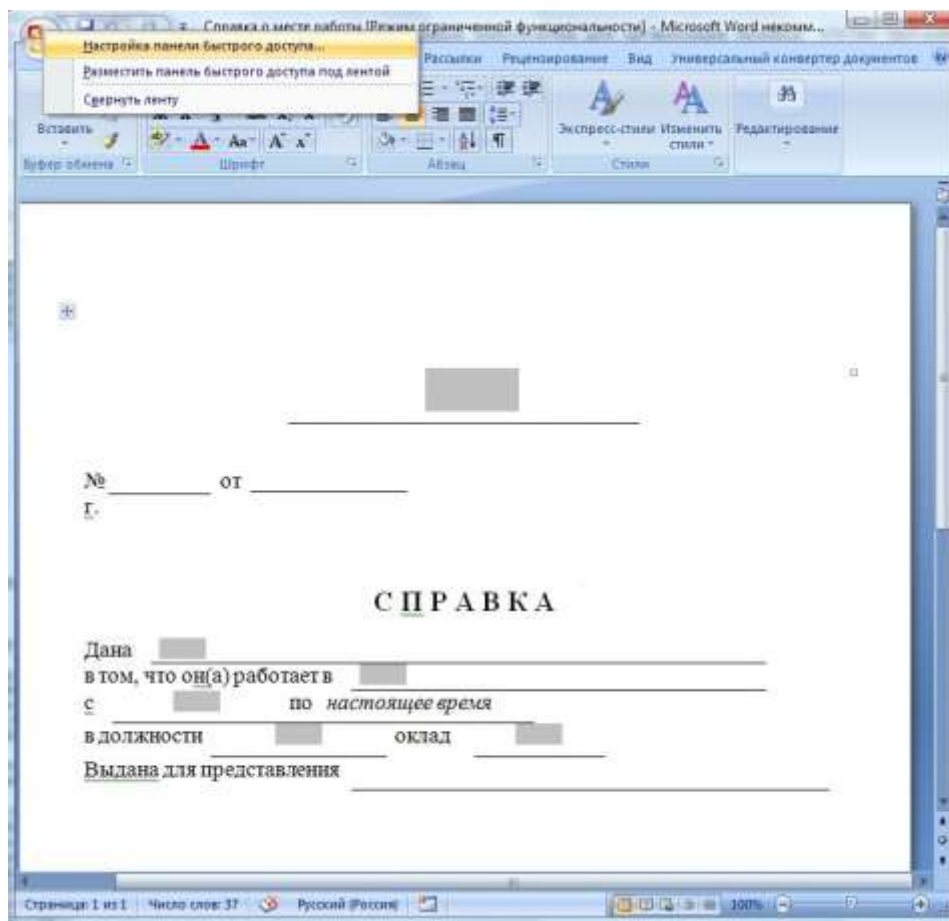 Справка о месте работы [Режим ограниченной функциональности] - Microsoft Word неком м...
Настройка панели быстрого доступа...
Разместить панель быстрого доступа под лентой
Свернуть ленту
Рассылки Рецензирование Вид Универсальный конвертер документов
Вставить
Экспресс-стили Изменить стили Редактирование
Буфер обмена Шрифт Абзац Стили
№ от
г.
С П Р А В К А
Дана
в том, что он(а) работает в
с по настоящее время
в должности оклад
Выдана для представления
Страница: 1 из 1 Число слов: 37 Русский (Россия) 100%